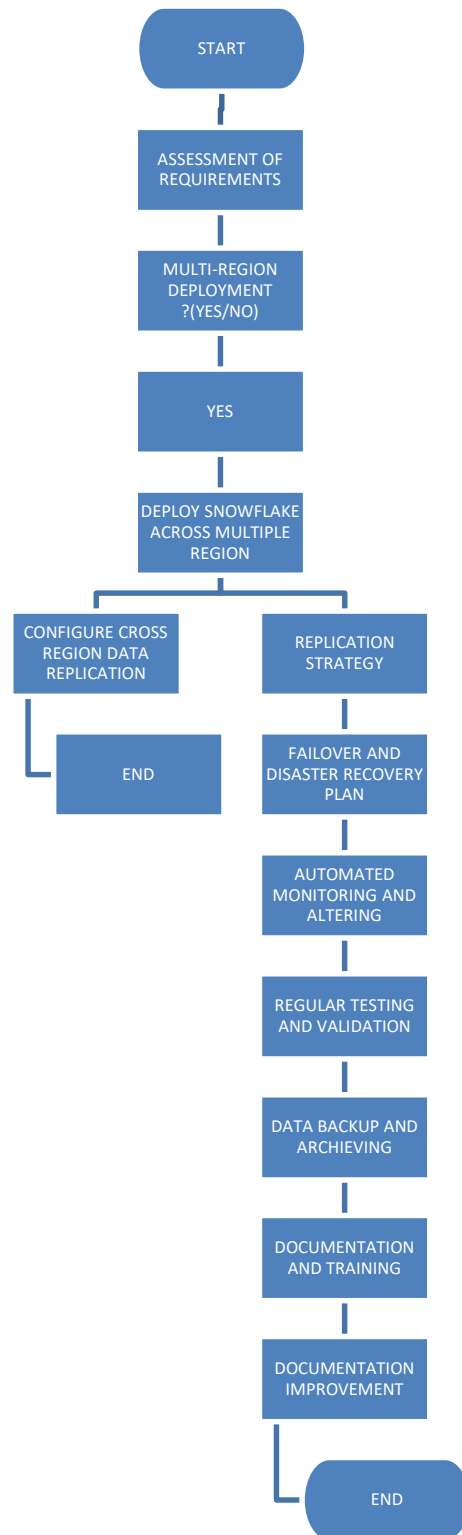 START
ASSESSMENT OF
REQUIREMENTS
MULTI-REGION
DEPLOYMENT
?(YES/NO)
YES
DEPLOY SNOWFLAKE
ACROSS MULTIPLE
REGION
CONFIGURE CROSS
REGION DATA
REPLICATION
END
REPLICATION
STRATEGY
FAILOVER AND
DISASTER RECOVERY
PLAN
AUTOMATED
MONITORING AND
ALTERING
REGULAR TESTING
AND VALIDATION
DATA BACKUP AND
ARCHIEVING
DOCUMENTATION
AND TRAINING
DOCUMENTATION
IMPROVEMENT
END